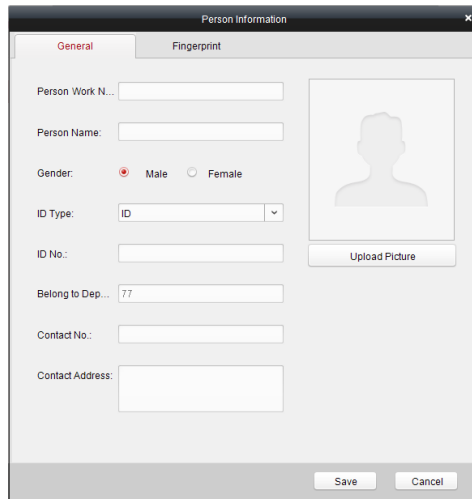 Person Information
General
Fingerprint
Person Work N...
Person Name:
Gender: Male Female
ID Type: ID
ID No.:
Upload Picture
Belong to Dep... 77
Contact No.:
Contact Address:
Save Cancel